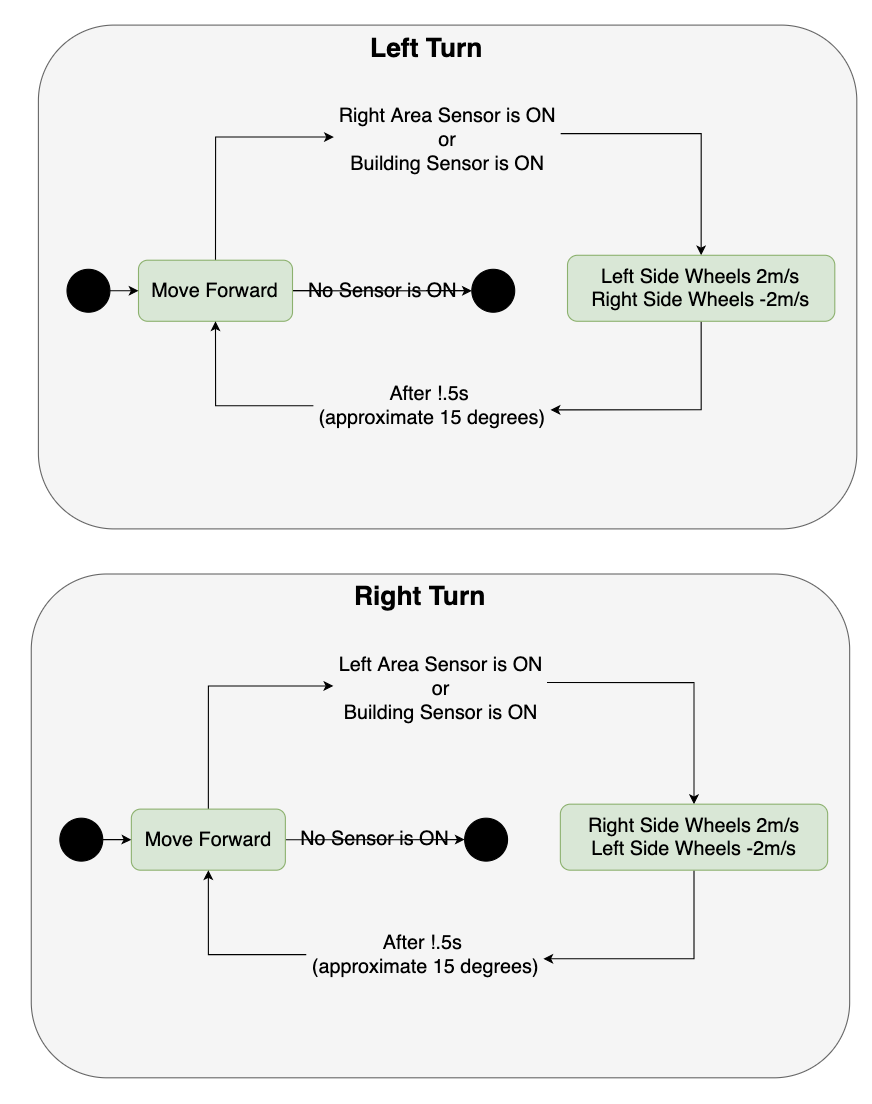 Left Turn
Right Area Sensor is ON
or
Building Sensor is ON
Move Forward
No Sensor is ON
Left Side Wheels 2m/s
Right Side Wheels -2m/s
After !.5s
(approximate 15 degrees)
Right Turn
Left Area Sensor is ON
or
Building Sensor is ON
Move Forward
No Sensor is ON
Right Side Wheels 2m/s
Left Side Wheels -2m/s
After !.5s
(approximate 15 degrees)